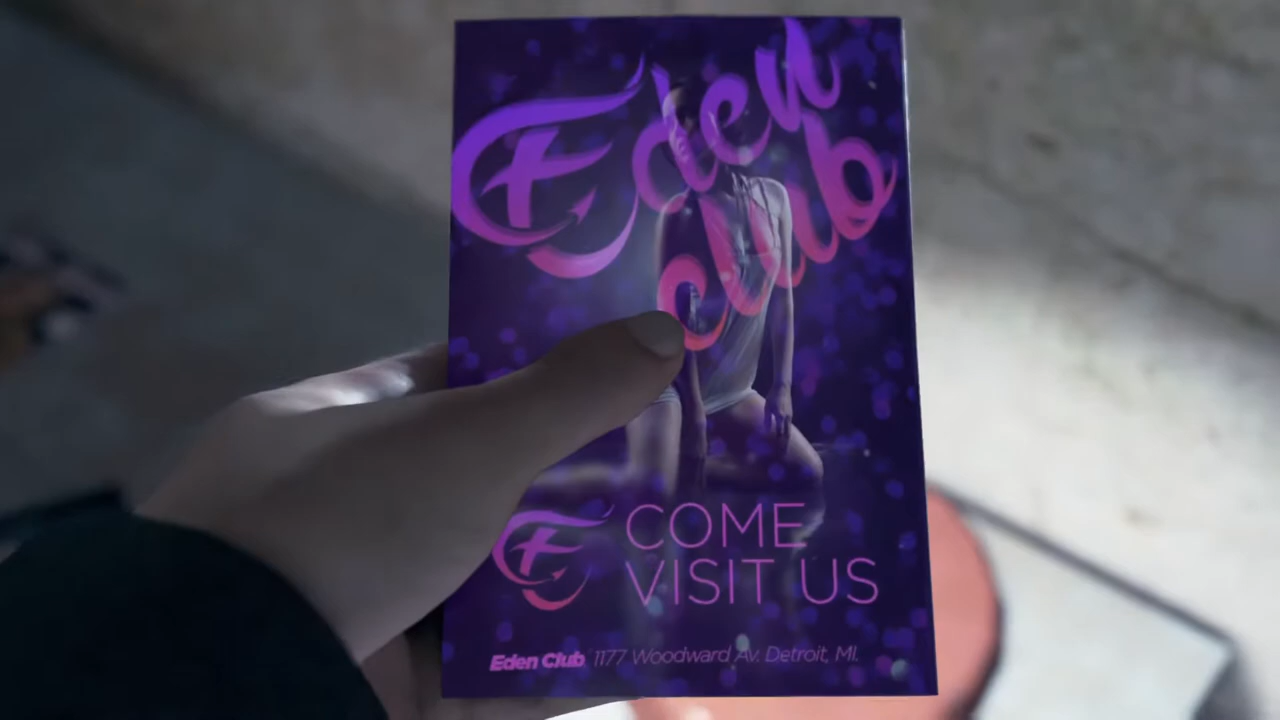 Eden
club
COME
VISIT US
Eden Club 1177 Woodward Av. Detroit, MI.